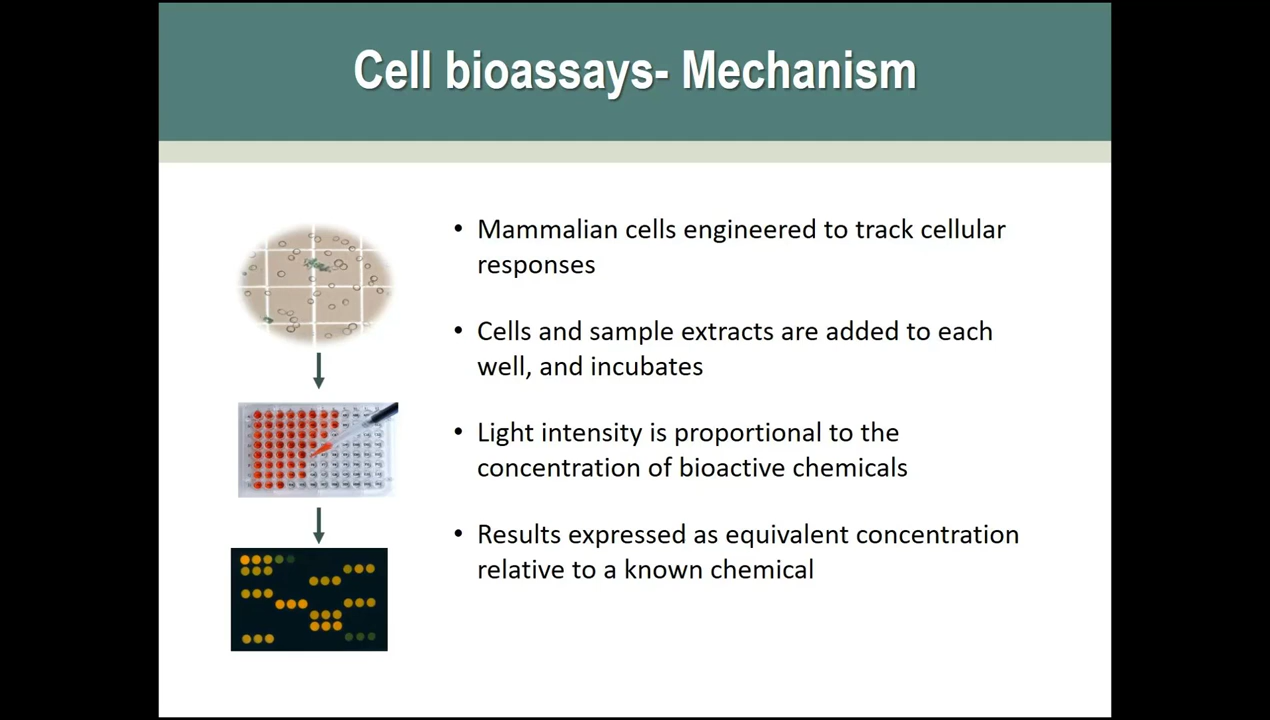 Cell bioassays- Mechanism
• Mammalian cells engineered to track cellular
responses
• Cells and sample extracts are added to each
well, and incubates
• Light intensity is proportional to the
concentration of bioactive chemicals
• Results expressed as equivalent concentration
relative to a known chemical